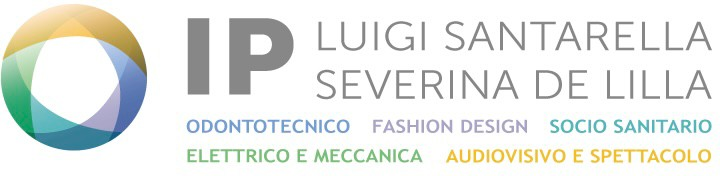 IP LUIGI SANTARELLA
SEVERINA DE LILLA
ODONTOTECNICO FASHION DESIGN SOCIO SANITARIO
ELETTRICO E MECCANICA AUDIOVISIVO E SPETTACOLO